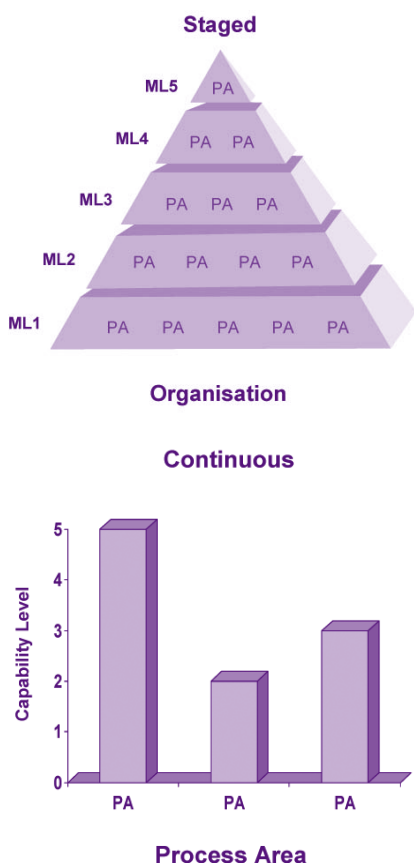 Staged
ML5 PA
ML4 PA PA
ML3 PA PA PA
ML2 PA PA PA PA
ML1 PA PA PA PA PA
Organisation
Continuous
Capability Level
5
4
3
2
1
0
PA PA PA
Process Area